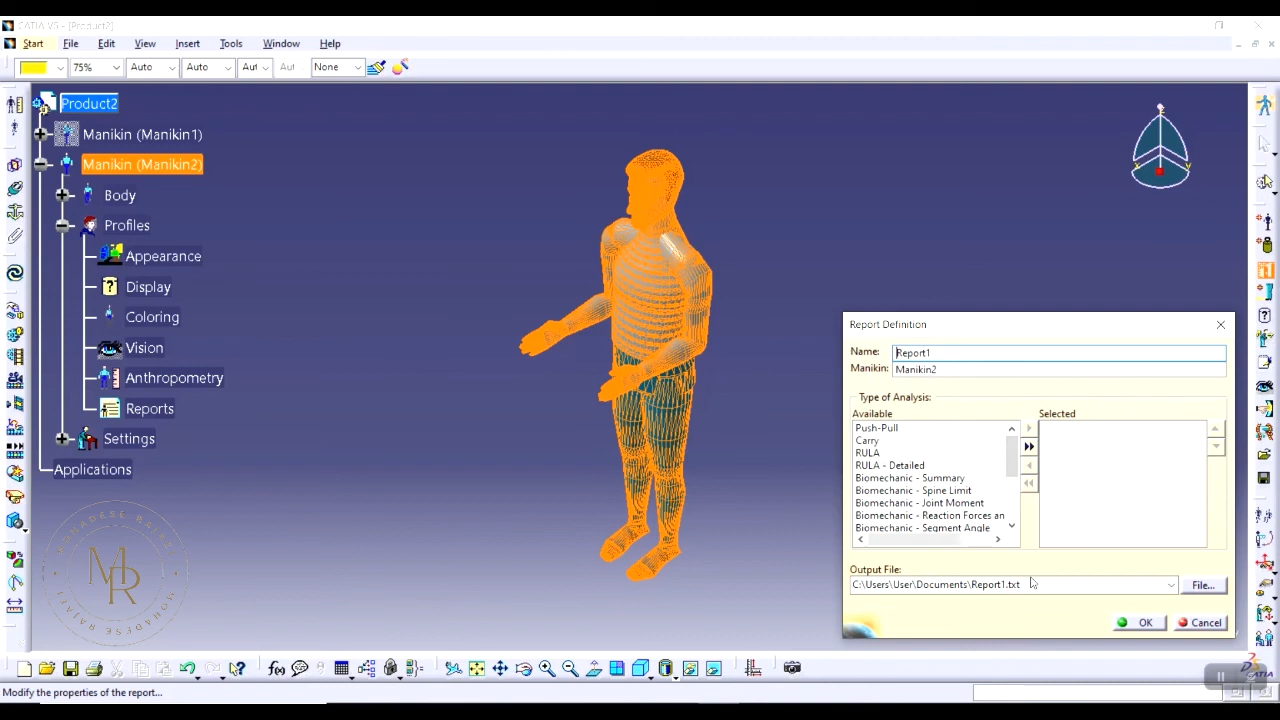 CATIA V5 - [Product2]
Start File Edit View Insert Tools Window Help
75% Auto Auto Aut Aut None
Product2
Manikin (Manikin1)
Manikin (Manikin2)
Body
Profiles
Appearance
Display
Coloring
Vision
Anthropometry
Reports
Settings
Applications
Report Definition
Name: Report1
Manikin: Manikin2
Type of Analysis:
Available Selected
Push-Pull
Carry
RULA
RULA - Detailed
Biomechanic - Summary
Biomechanic - Spine Limit
Biomechanic - Joint Moment
Biomechanic - Reaction Forces an
Biomechanic - Segment Angle
Output File:
C:\Users\User\Documents\Report1.txt File...
OK Cancel
MR
f(x)
CATIA
Modify the properties of the report...